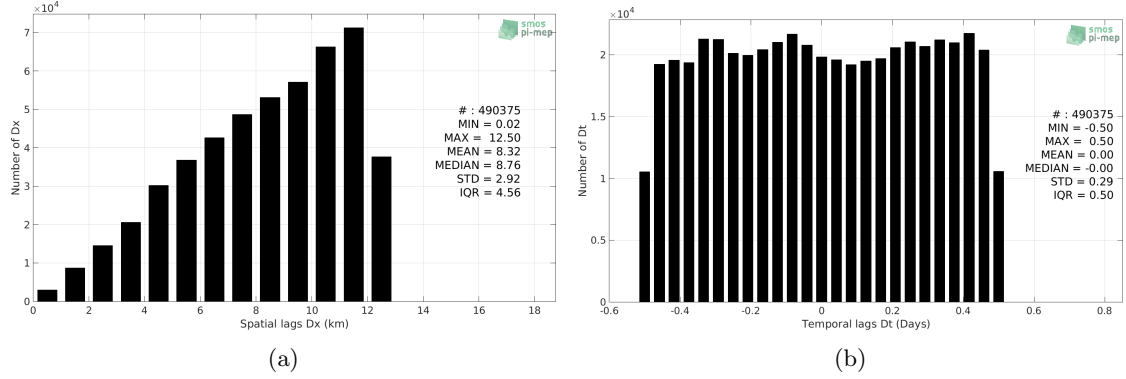 ×10⁴
7
6
5
4
3
2
1
0
0 2 4 6 8 10 12 14 16 18
Number of Dx
Spatial lags Dx (km)
smos
pi-mep
# : 490375
MIN = 0.02
MAX = 12.50
MEAN = 8.32
MEDIAN = 8.76
STD = 2.92
IQR = 4.56
(a)
×10⁴
2
1.5
1
0.5
0
-0.6 -0.4 -0.2 0 0.2 0.4 0.6 0.8
Number of Dt
Temporal lags Dt (Days)
smos
pi-mep
# : 490375
MIN = -0.50
MAX = 0.50
MEAN = 0.00
MEDIAN = -0.00
STD = 0.29
IQR = 0.50
(b)